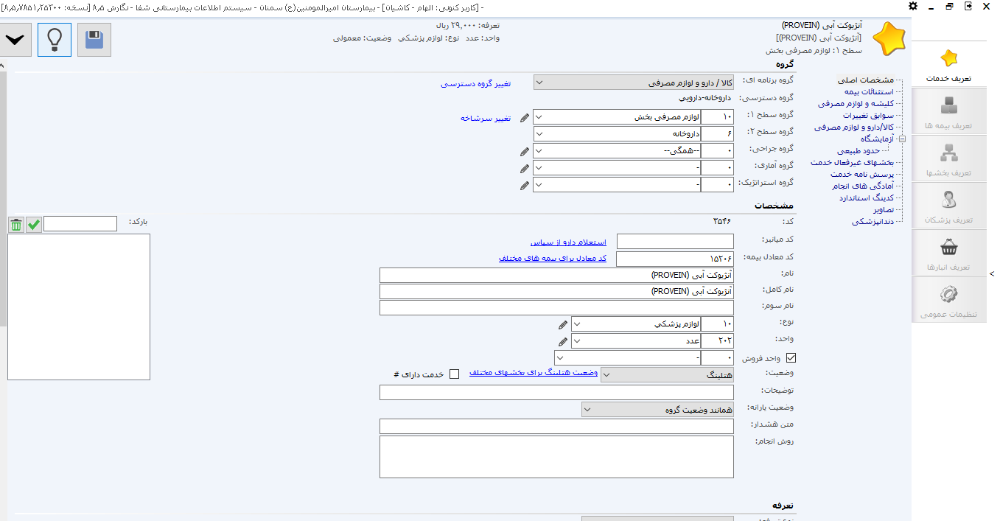 - [کاربر کنونی: الهام - کاشیان] - بیمارستان امیرالمومنین(ع) سمنان - سیستم اطلاعات بیمارستانی شفا - نگارش ۸٫۵ [نسخه: ۸٫۵٫۷۸۵۱٫۲۵۲۰۰]
آنژیوکت آبی (PROVEIN)
[آنژیوکت آبی (PROVEIN)]
سطح ۱: لوازم مصرفی بخش
تعرفه: ۲۹,۰۰۰ ریال
واحد: عدد نوع: لوازم پزشکي وضعیت: معمولی
تعریف خدمات
تعریف بیمه ها
تعریف بخشها
تعریف پزشکان
تعریف انبارها
تنظیمات عمومی
مشخصات اصلی
استثنائات بیمه
کلیشه و لوازم مصرفی
سوابق تغییرات
کالا/دارو و لوازم مصرفی
آزمایشگاه
حدود طبیعی
بخشهای غیرفعال خدمت
پرسش نامه خدمت
آمادگی های انجام
کدینگ استاندارد
تصاویر
دندانپزشکی
گروه
گروه برنامه ای: کالا / دارو و لوازم مصرفی تغییر گروه دسترسی
گروه دسترسی: داروخانه-دارویی
گروه سطح ۱: ۱۰ لوازم مصرفی بخش تغییر سرشاخه
گروه سطح ۲: ۶ داروخانه
گروه جراحی: ۰ --همگی--
گروه آماری: ۰ -
گروه استراتژیک: ۰ -
مشخصات
کد: ۳۵۴۶ بارکد:
کد میانبر: استعلام دارو از سپاس
کد معادل بیمه: ۱۵۲۰۶ کد معادل برای بیمه های مختلف
نام: آنژیوکت آبی (PROVEIN)
نام کامل: آنژیوکت آبی (PROVEIN)
نام سوم:
نوع: ۱۰ لوازم پزشکي
واحد: ۲۰۲ عدد
واحد فروش ۰ -
وضعیت: هتلینگ وضعیت هتلینگ برای بخشهای مختلف خدمت دارای #
توضیحات:
وضعیت یارانه: همانند وضعیت گروه
متن هشدار:
روش انجام:
تعرفه